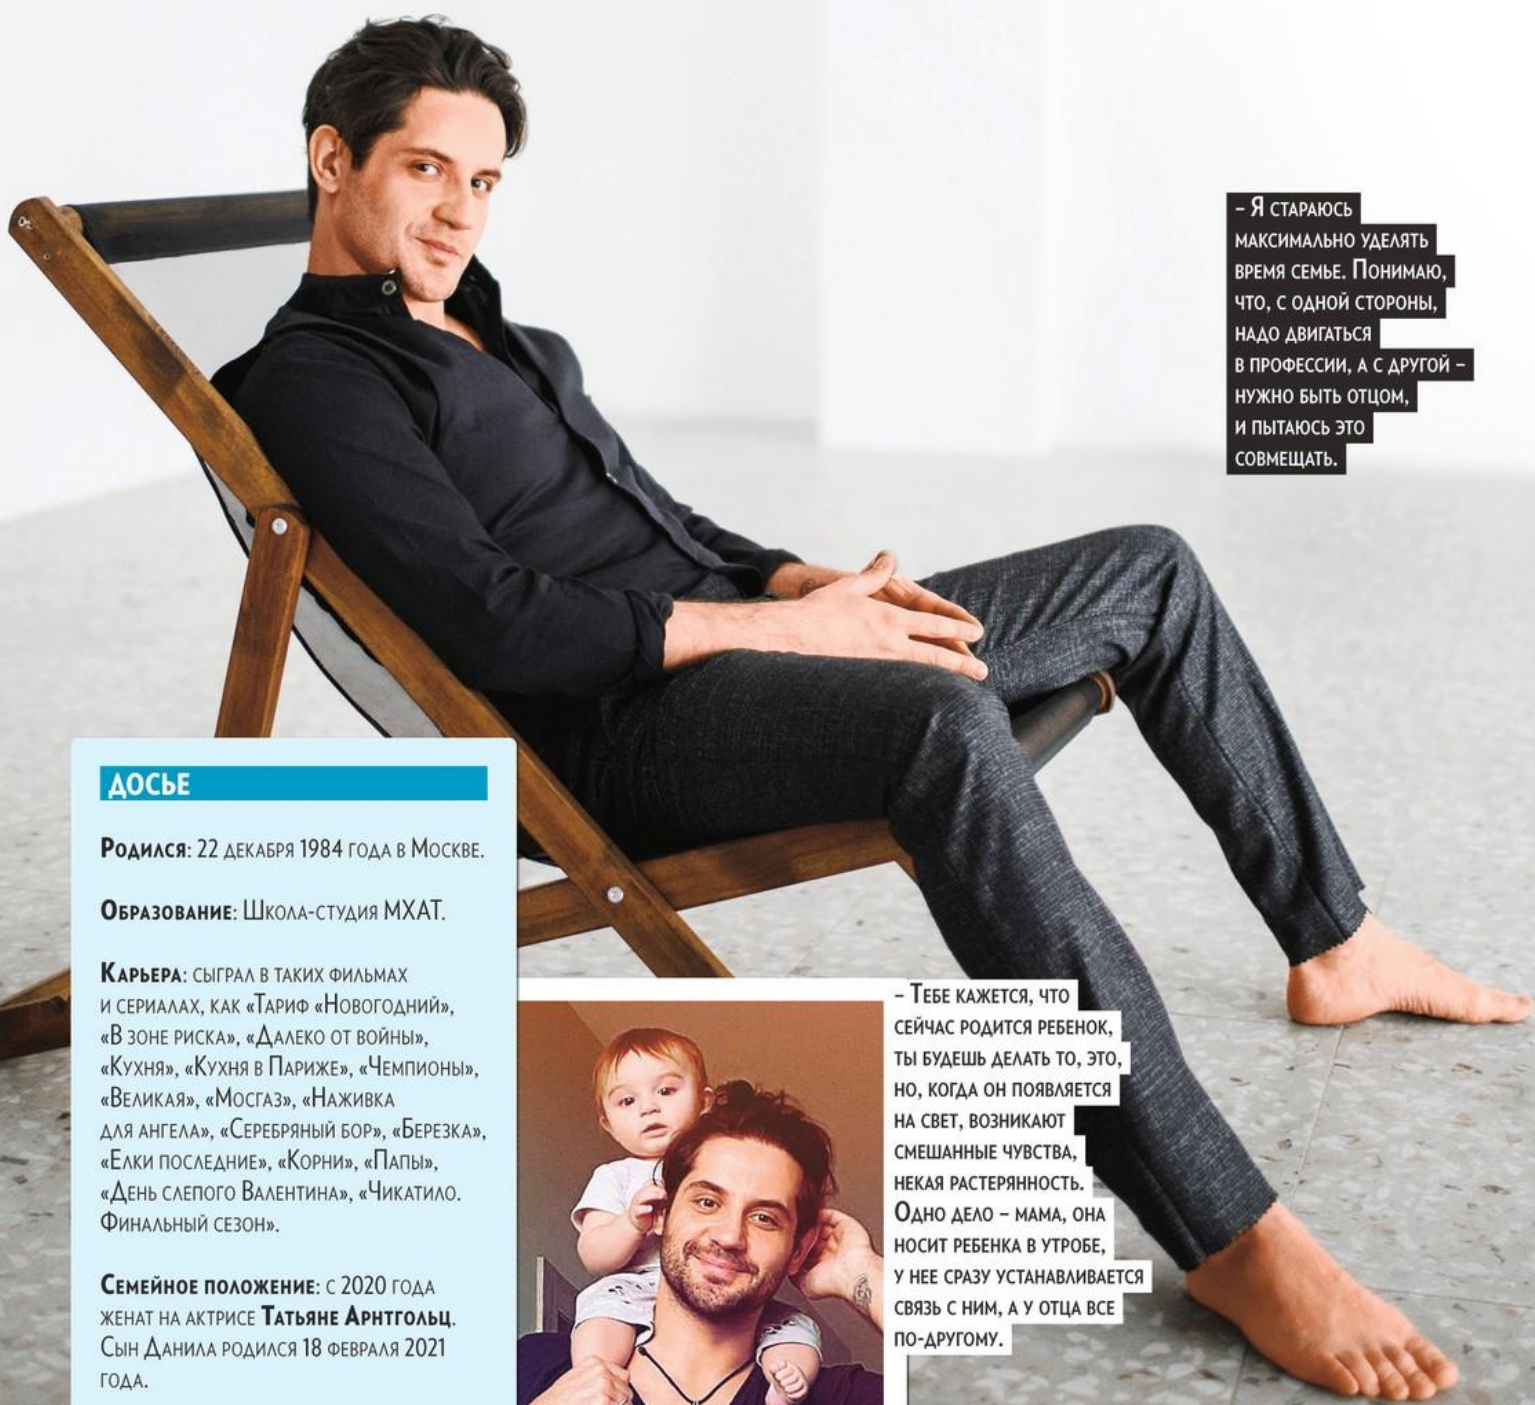 – Я СТАРАЮСЬ
МАКСИМАЛЬНО УДЕЛЯТЬ
ВРЕМЯ СЕМЬЕ. ПОНИМАЮ,
ЧТО, С ОДНОЙ СТОРОНЫ,
НАДО ДВИГАТЬСЯ
В ПРОФЕССИИ, А С ДРУГОЙ –
НУЖНО БЫТЬ ОТЦОМ,
И ПЫТАЮСЬ ЭТО
СОВМЕЩАТЬ.
ДОСЬЕ
РОДИЛСЯ: 22 ДЕКАБРЯ 1984 ГОДА В МОСКВЕ.
ОБРАЗОВАНИЕ: ШКОЛА-СТУДИЯ МХАТ.
КАРЬЕРА: СЫГРАЛ В ТАКИХ ФИЛЬМАХ
И СЕРИАЛАХ, КАК «ТАРИФ «НОВОГОДНИЙ»,
«В ЗОНЕ РИСКА», «ДАЛЕКО ОТ ВОЙНЫ»,
«КУХНЯ», «КУХНЯ В ПАРИЖЕ», «ЧЕМПИОНЫ»,
«ВЕЛИКАЯ», «МОСГАЗ», «НАЖИВКА
ДЛЯ АНГЕЛА», «СЕРЕБРЯНЫЙ БОР», «БЕРЕЗКА»,
«ЕЛКИ ПОСЛЕДНИЕ», «КОРНИ», «ПАПЫ»,
«ДЕНЬ СЛЕПОГО ВАЛЕНТИНА», «ЧИКАТИЛО.
ФИНАЛЬНЫЙ СЕЗОН».
СЕМЕЙНОЕ ПОЛОЖЕНИЕ: С 2020 ГОДА
ЖЕНАТ НА АКТРИСЕ ТАТЬЯНЕ АРНТГОЛЬЦ.
СЫН ДАНИЛА РОДИЛСЯ 18 ФЕВРАЛЯ 2021
ГОДА.
– ТЕБЕ КАЖЕТСЯ, ЧТО
СЕЙЧАС РОДИТСЯ РЕБЕНОК,
ТЫ БУДЕШЬ ДЕЛАТЬ ТО, ЭТО,
НО, КОГДА ОН ПОЯВЛЯЕТСЯ
НА СВЕТ, ВОЗНИКАЮТ
СМЕШАННЫЕ ЧУВСТВА,
НЕКАЯ РАСТЕРЯННОСТЬ.
ОДНО ДЕЛО – МАМА, ОНА
НОСИТ РЕБЕНКА В УТРОБЕ,
У НЕЕ СРАЗУ УСТАНАВЛИВАЕТСЯ
СВЯЗЬ С НИМ, А У ОТЦА ВСЕ
ПО-ДРУГОМУ.